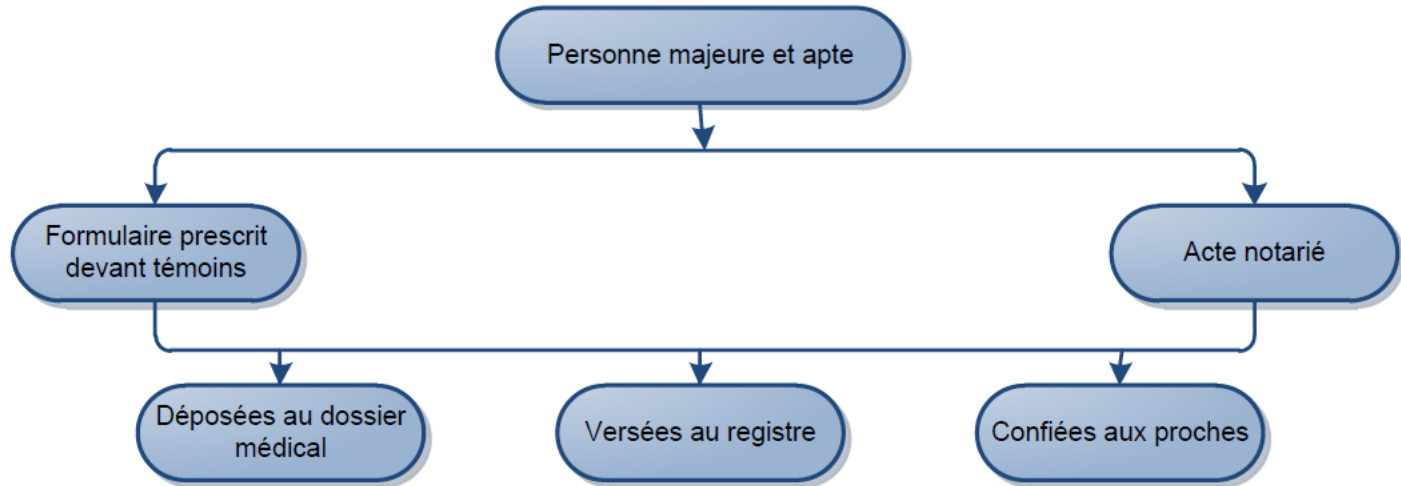 Personne majeure et apte
Formulaire prescrit
devant témoins
Acte notarié
Déposées au dossier
médical
Versées au registre
Confiées aux proches